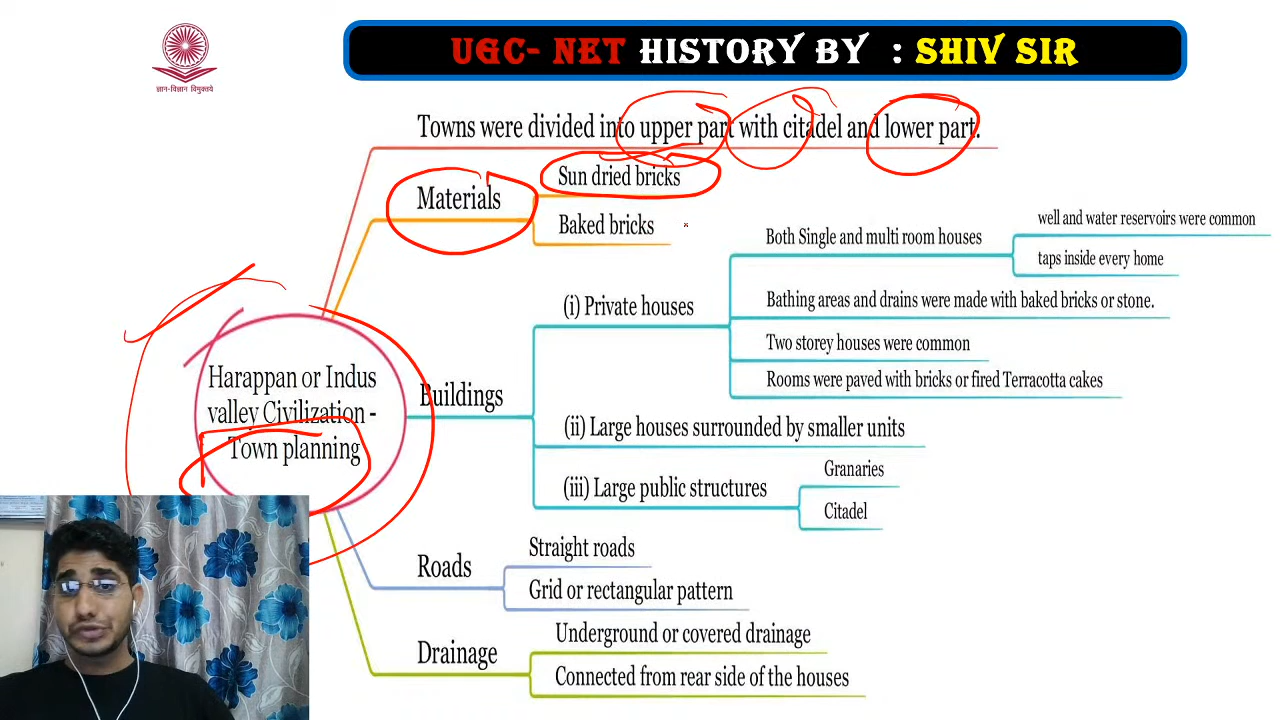 UGC- NET HISTORY BY : SHIV SIR
ज्ञान-विज्ञान विमुक्तये
Towns were divided into upper part with citadel and lower part.
Materials
Sun dried bricks
Baked bricks
Harappan or Indus
valley Civilization -
Town planning
Buildings
(i) Private houses
Both Single and multi room houses
well and water reservoirs were common
taps inside every home
Bathing areas and drains were made with baked bricks or stone.
Two storey houses were common
Rooms were paved with bricks or fired Terracotta cakes
(ii) Large houses surrounded by smaller units
(iii) Large public structures
Granaries
Citadel
Roads
Straight roads
Grid or rectangular pattern
Drainage
Underground or covered drainage
Connected from rear side of the houses